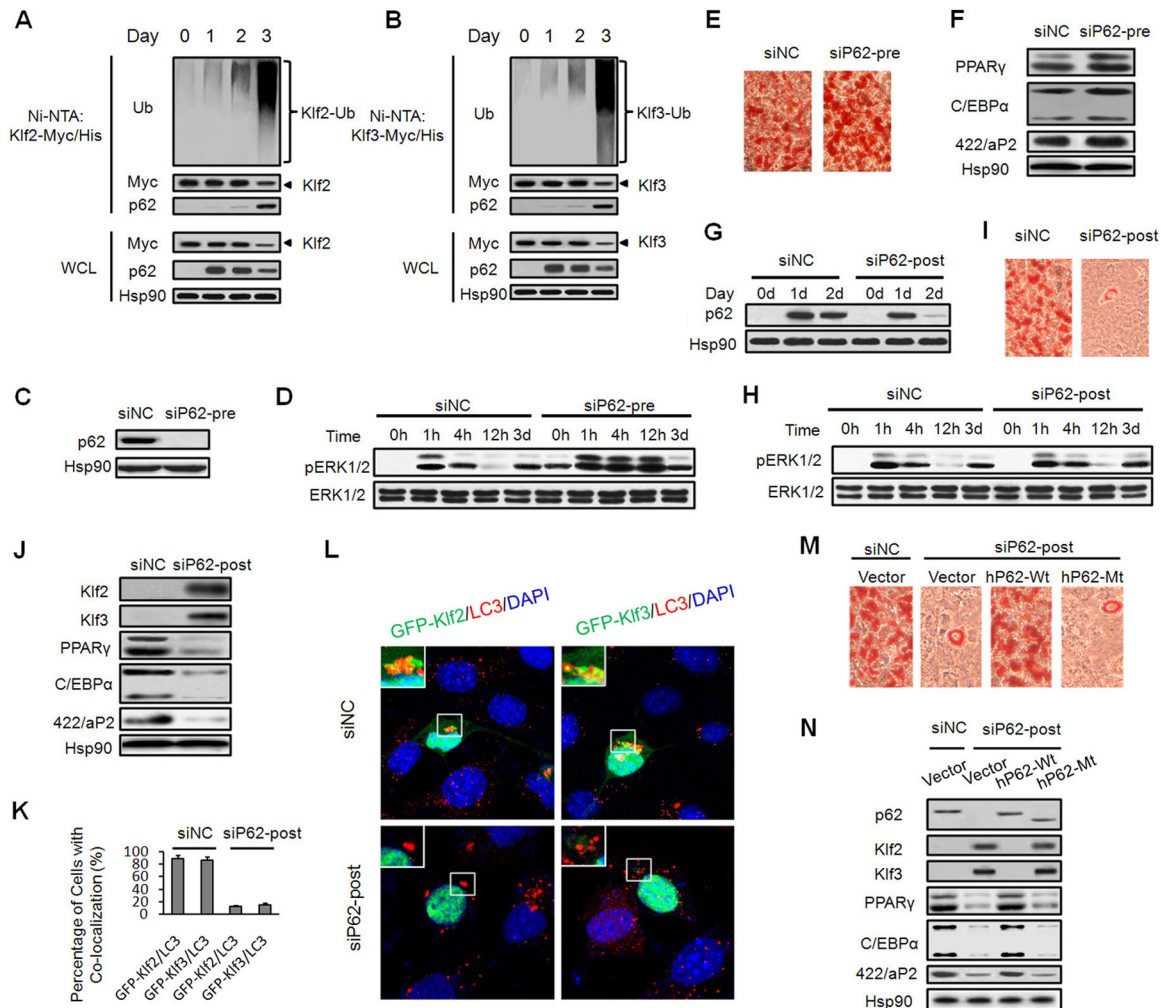 A
Day 0 1 2 3
Ni-NTA:
Klf2-Myc/His
Ub
Klf2-Ub
Myc
Klf2
p62
WCL
Myc
Klf2
p62
Hsp90
B
Day 0 1 2 3
Ni-NTA:
Klf3-Myc/His
Ub
Klf3-Ub
Myc
Klf3
p62
WCL
Myc
Klf3
p62
Hsp90
E
siNC siP62-pre
F
siNC siP62-pre
PPARγ
C/EBPα
422/aP2
Hsp90
G
siNC siP62-post
Day 0d 1d 2d 0d 1d 2d
p62
Hsp90
I
siNC siP62-post
C
siNC siP62-pre
p62
Hsp90
D
siNC siP62-pre
Time 0h 1h 4h 12h 3d 0h 1h 4h 12h 3d
pERK1/2
ERK1/2
H
siNC siP62-post
Time 0h 1h 4h 12h 3d 0h 1h 4h 12h 3d
pERK1/2
ERK1/2
J
siNC siP62-post
Klf2
Klf3
PPARγ
C/EBPα
422/aP2
Hsp90
K
Percentage of Cells with
Co-localization (%)
siNC siP62-post
100
80
60
40
20
0
GFP-Klf2/LC3
GFP-Klf3/LC3
GFP-Klf2/LC3
GFP-Klf3/LC3
L
GFP-Klf2/LC3/DAPI
GFP-Klf3/LC3/DAPI
siNC
siP62-post
M
siNC siP62-post
Vector Vector hP62-Wt hP62-Mt
N
siNC siP62-post
Vector Vector hP62-Wt hP62-Mt
p62
Klf2
Klf3
PPARγ
C/EBPα
422/aP2
Hsp90